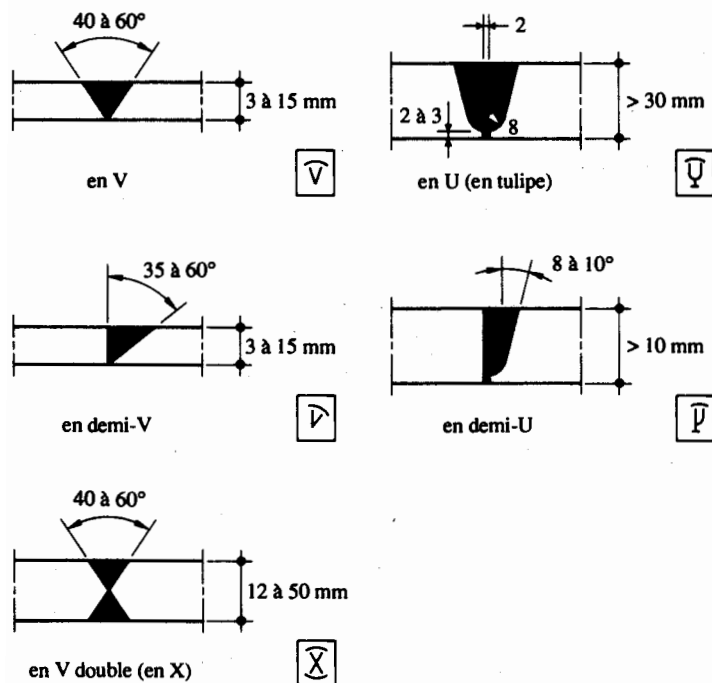 40 à 60°
3 à 15 mm
en V
2
2 à 3
8
> 30 mm
en U (en tulipe)
35 à 60°
3 à 15 mm
en demi-V
8 à 10°
> 10 mm
en demi-U
40 à 60°
12 à 50 mm
en V double (en X)